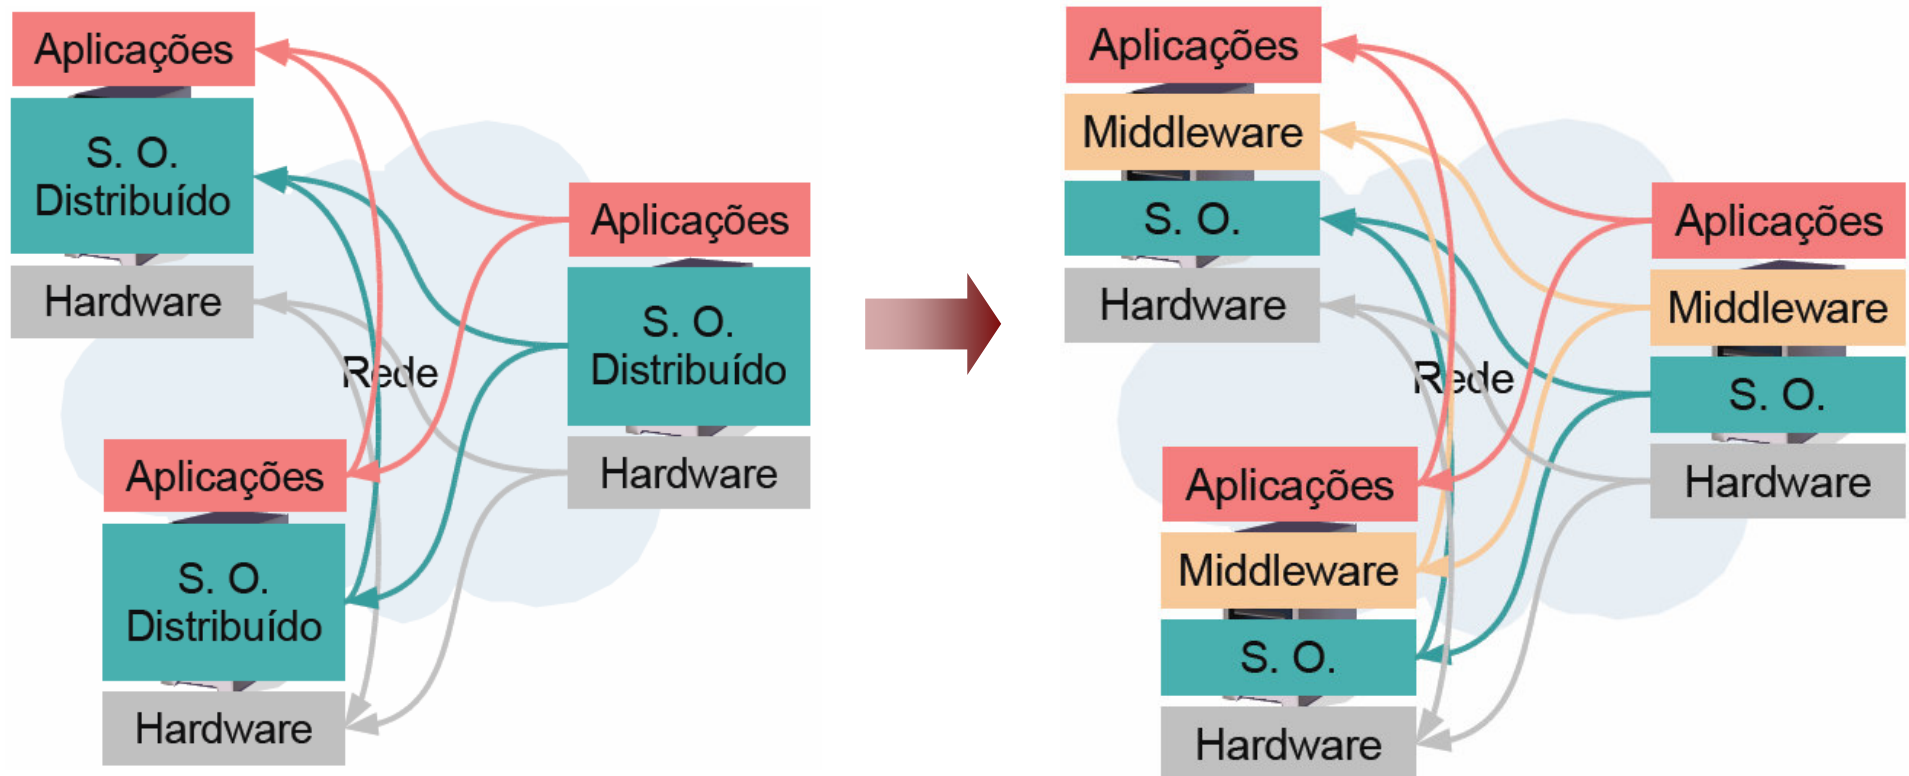 Aplicações
S. O.
Distribuído
Hardware
Rede
Aplicações
S. O.
Distribuído
Hardware
Aplicações
S. O.
Distribuído
Hardware
Aplicações
Middleware
S. O.
Hardware
Rede
Aplicações
Middleware
S. O.
Hardware
Aplicações
Middleware
S. O.
Hardware